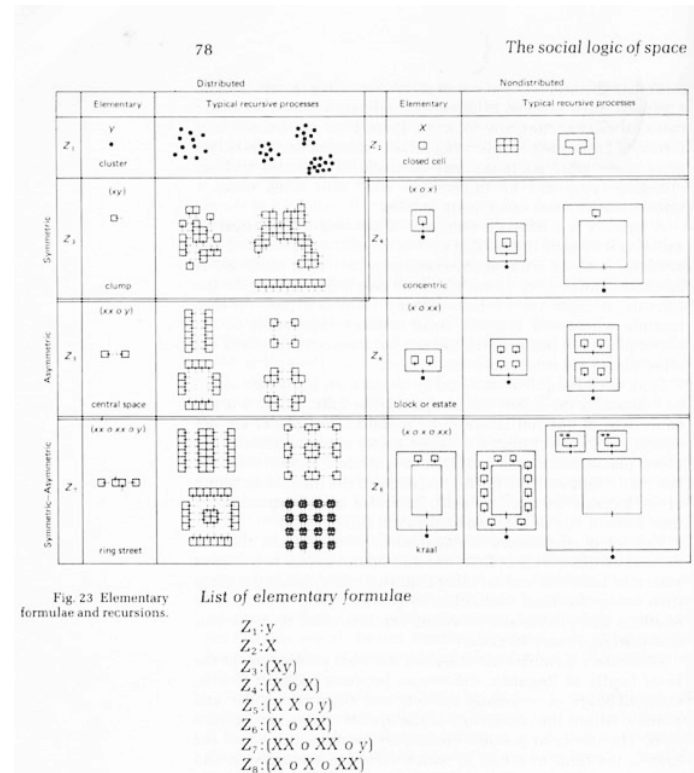 78
The social logic of space
Distributed
Nondistributed
Elementary
Typical recursive processes
Elementary
Typical recursive processes
Z₁
y
cluster
Z₂
X
closed cell
Symmetric
Z₃
(xy)
clump
Z₄
(x o x)
concentric
Asymmetric
Z₅
(xx o y)
central space
Z₆
(x o xx)
block or estate
Symmetric-Asymmetric
Z₇
(xx o xx o y)
ring street
Z₈
(x o x o xx)
kraal
Fig. 23 Elementary
formulae and recursions.
List of elementary formulae
Z₁:y
Z₂:X
Z₃:(Xy)
Z₄:(X o X)
Z₅:(X X o y)
Z₆:(X o XX)
Z₇:(XX o XX o y)
Z₈:(X o X o XX)